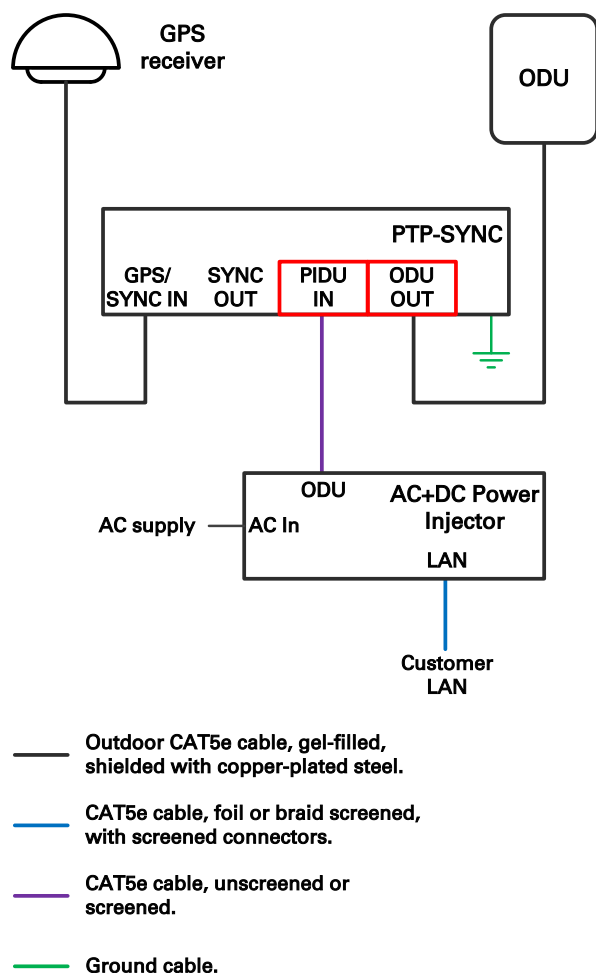 GPS
receiver
ODU
PTP-SYNC
GPS/
SYNC IN
SYNC
OUT
PIDU
IN
ODU
OUT
ODU
AC+DC Power
Injector
AC supply
AC In
LAN
Customer
LAN
Outdoor CAT5e cable, gel-filled,
shielded with copper-plated steel.
CAT5e cable, foil or braid screened,
with screened connectors.
CAT5e cable, unscreened or
screened.
Ground cable.